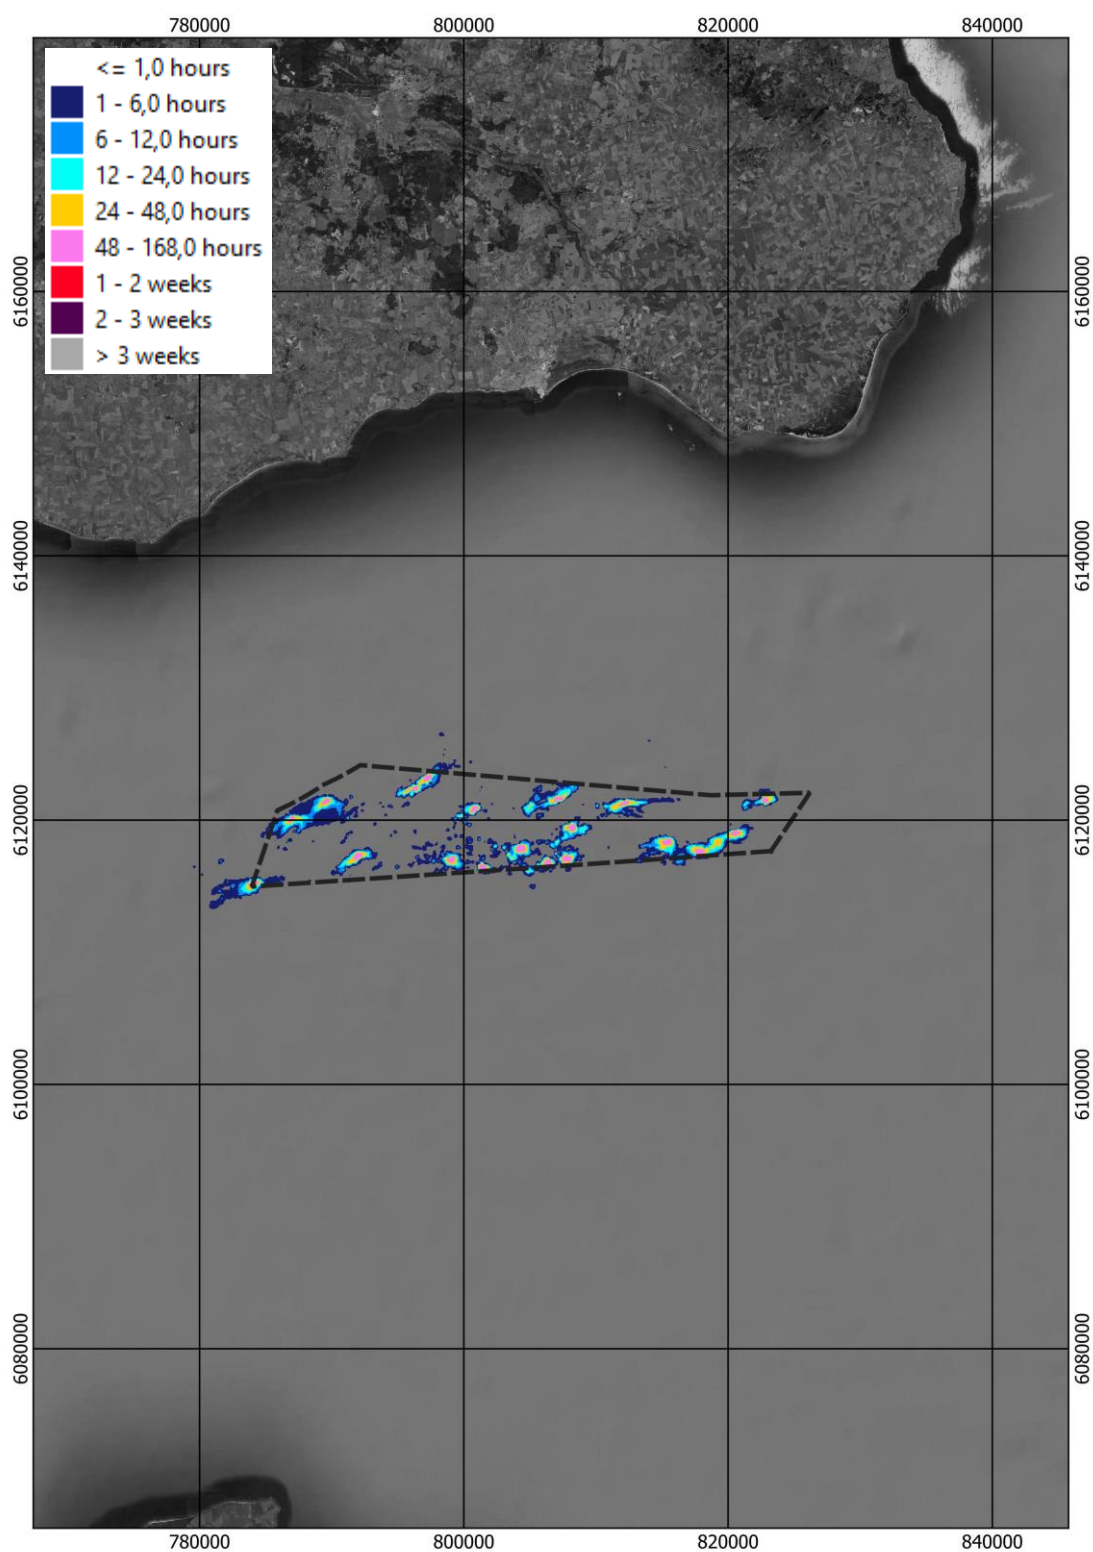 780000 800000 820000 840000
<= 1,0 hours
1 - 6,0 hours
6 - 12,0 hours
12 - 24,0 hours
24 - 48,0 hours
48 - 168,0 hours
1 - 2 weeks
2 - 3 weeks
> 3 weeks
6160000 6160000
6140000 6140000
6120000 6120000
6100000 6100000
6080000 6080000
780000 800000 820000 840000